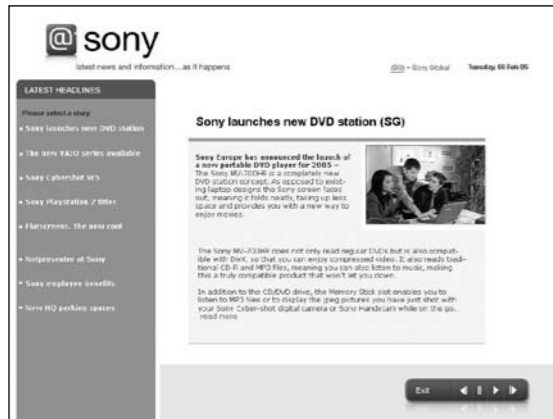 @ sony
latest news and information....as it happens
(SG) = Sony Global Tuesday, 15 Feb 05
LATEST HEADLINES
Please select a story
Sony launches new DVD station
The new VAIO series available
Sony Cybershot W5
Sony Playstation 2 titles
Flatscreens, the new cool
Netpresenter at Sony
Sony employee benefits
New HQ parking spaces
Sony launches new DVD station (SG)
Sony Europe has announced the launch of
a new portable DVD player for 2005 –
The Sony MV-700HR is a completely new
DVD station concept. As opposed to exist-
ing laptop designs the Sony screen faces
out, meaning it folds neatly, taking up less
space and provides you with a new way to
enjoy movies.
The Sony MV-700HR does not only read regular DVDs but is also compat-
ible with DivX, so that you can enjoy compressed video. It also reads tradi-
tional CD-R and MP3 files, meaning you can also listen to music, making
this a truly compatible product that won't let you down.
In addition to the CD/DVD drive, the Memory Stick slot enables you to
listen to MP3 files or to display the jpeg pictures you have just shot with
your Sony Cyber-shot digital camera or Sony Handycam while on the go.
read more
Exit